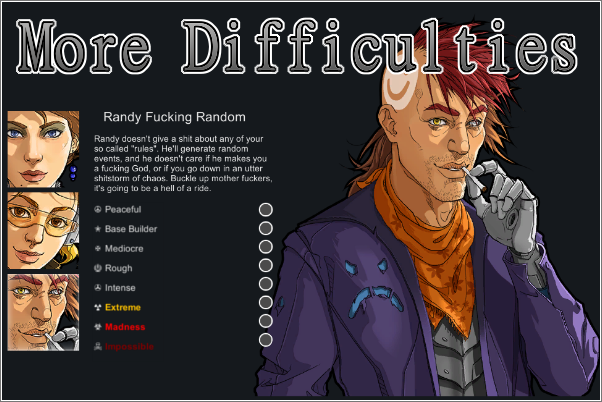 More Difficulties
Randy Fucking Random
Randy doesn't give a shit about any of your
so called "rules". He'll generate random
events, and he doesn't care if he makes you
a fucking God, or if you go down in an utter
shitstorm of chaos. Buckle up mother fuckers,
it's going to be a hell of a ride.
Peaceful
Base Builder
Mediocre
Rough
Intense
Extreme
Madness
Impossible